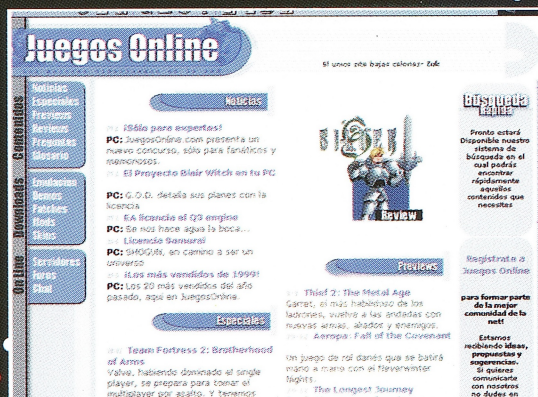 Juegos Online
El unico site bajas calorias- Zule
Contenidos
Noticias
Especiales
Previews
Reviews
Preguntas
Glosario
Downloads
Emulacion
Demos
Patches
Mods
Skins
On Line
Servidores
Foros
Chat
Noticias
¡Sólo para expertos!
PC: JuegosOnline.com presenta un
nuevo concurso, sólo para fanáticos y
memoriosos.
El Proyecto Blair Witch en tu PC
PC: G.O.D. detalla sus planes con la
licencia
EA licencia el Q3 engine
PC: Se nos hace agua la boca...
Licencia Samurai
PC: SHOGUN, en camino a ser un
universo
¡Los más vendidos de 1999!
PC: Los 20 más vendidos del año
pasado, aquí en JuegosOnline
Especiales
Team Fortress 2: Brotherhood
of Arms
Valve, habiendo dominado el single
player, se prepara para tomar el
multiplayer por asalto. Y tenemos
Review
Previews
Thief 2: The Metal Age
Garret, el más habilidoso de los
ladrones, vuelve a las andadas con
nuevas armas, aliados y enemigos.
Aeropa: Fall of the Covenant
Un juego de rol danés que se batirá
mano a mano con el Neverwinter
Nights.
The Longest Journey
Búsqueda
Rápida
Pronto estará
Disponible nuestro
sistema de
búsqueda en el
cual podrás
encontrar
rápidamente
aquellos
contenidos que
necesites
Registrate a
Juegos Online
para formar parte
de la mejor
comunidad de la
net!
Estamos
recibiendo ideas,
propuestas y
sugerencias.
Si quieres
comunicarte
con nosotros
no dudes en